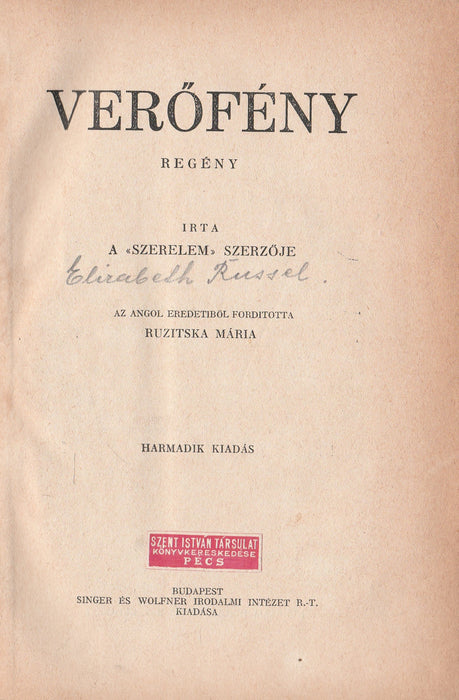 VERŐFÉNY
REGÉNY
IRTA
A «SZERELEM» SZERZŐJE
Elizabeth Russel.
AZ ANGOL EREDETIBŐL FORDITOTTA
RUZITSKA MÁRIA
HARMADIK KIADÁS
SZENT ISTVÁN TÁRSULAT
KÖNYVKERESKEDÉSE
PÉCS
BUDAPEST
SINGER ÉS WOLFNER IRODALMI INTÉZET R.-T.
KIADÁSA